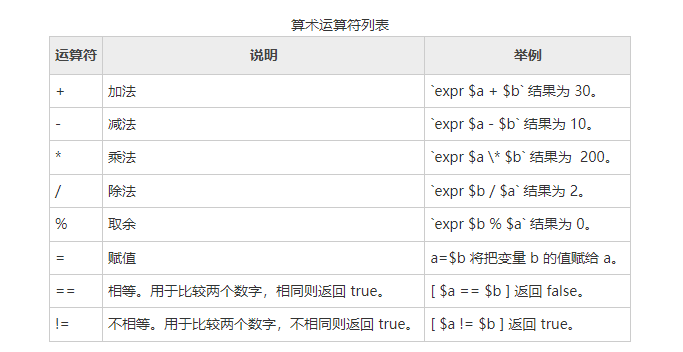 算术运算符列表
运算符 说明 举例
+ 加法 `expr $a + $b` 结果为 30。
- 减法 `expr $a - $b` 结果为 10。
* 乘法 `expr $a \* $b` 结果为  200。
/ 除法 `expr $b / $a` 结果为 2。
% 取余 `expr $b % $a` 结果为 0。
= 赋值 a=$b 将把变量 b 的值赋给 a。
== 相等。用于比较两个数字，相同则返回 true。 [ $a == $b ] 返回 false。
!= 不相等。用于比较两个数字，不相同则返回 true。 [ $a != $b ] 返回 true。